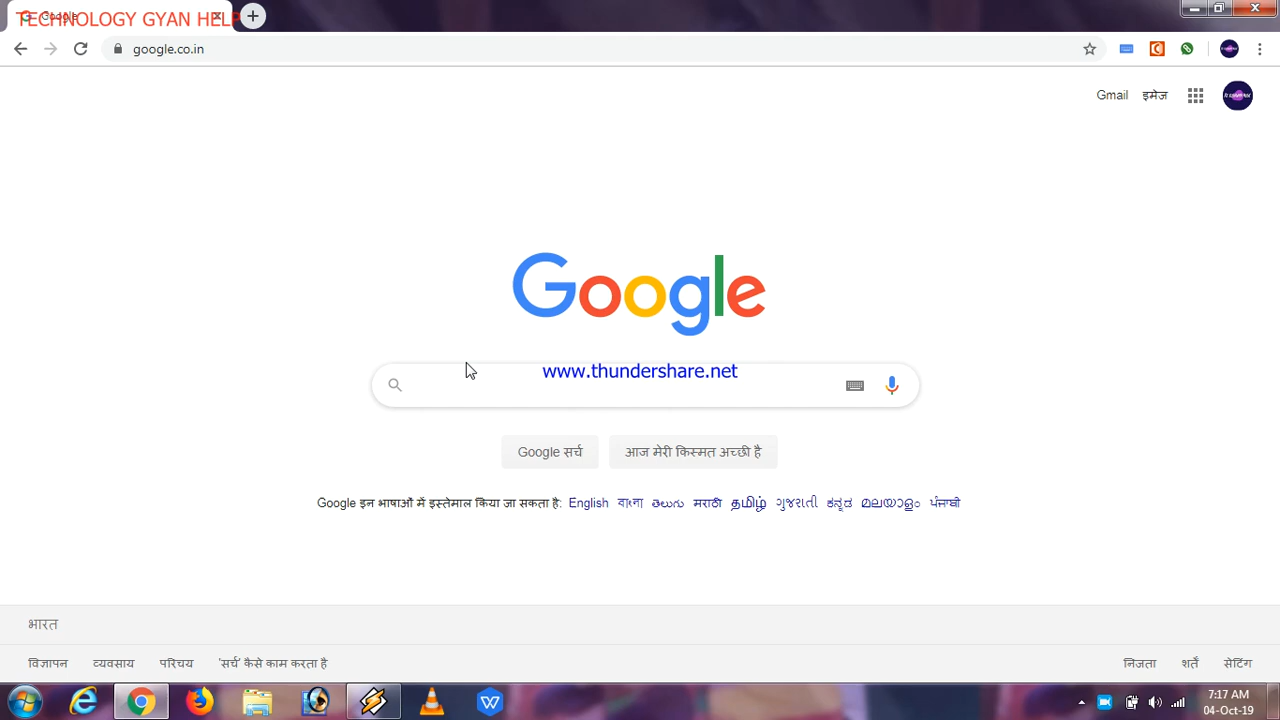 TECHNOLOGY GYAN HELP
google.co.in
Gmail इमेज
Google
www.thundershare.net
Google सर्च आज मेरी किस्मत अच्छी है
Google इन भाषाओं में इस्तेमाल किया जा सकता है: English বাংলা తెలుగు मराठी தமிழ் ગુજરાતી ಕನ್ನಡ മലയാളം ਪੰਜਾਬੀ
भारत
विज्ञापन व्यवसाय परिचय 'सर्च' कैसे काम करता है निजता शर्तें सेटिंग
7:17 AM
04-Oct-19